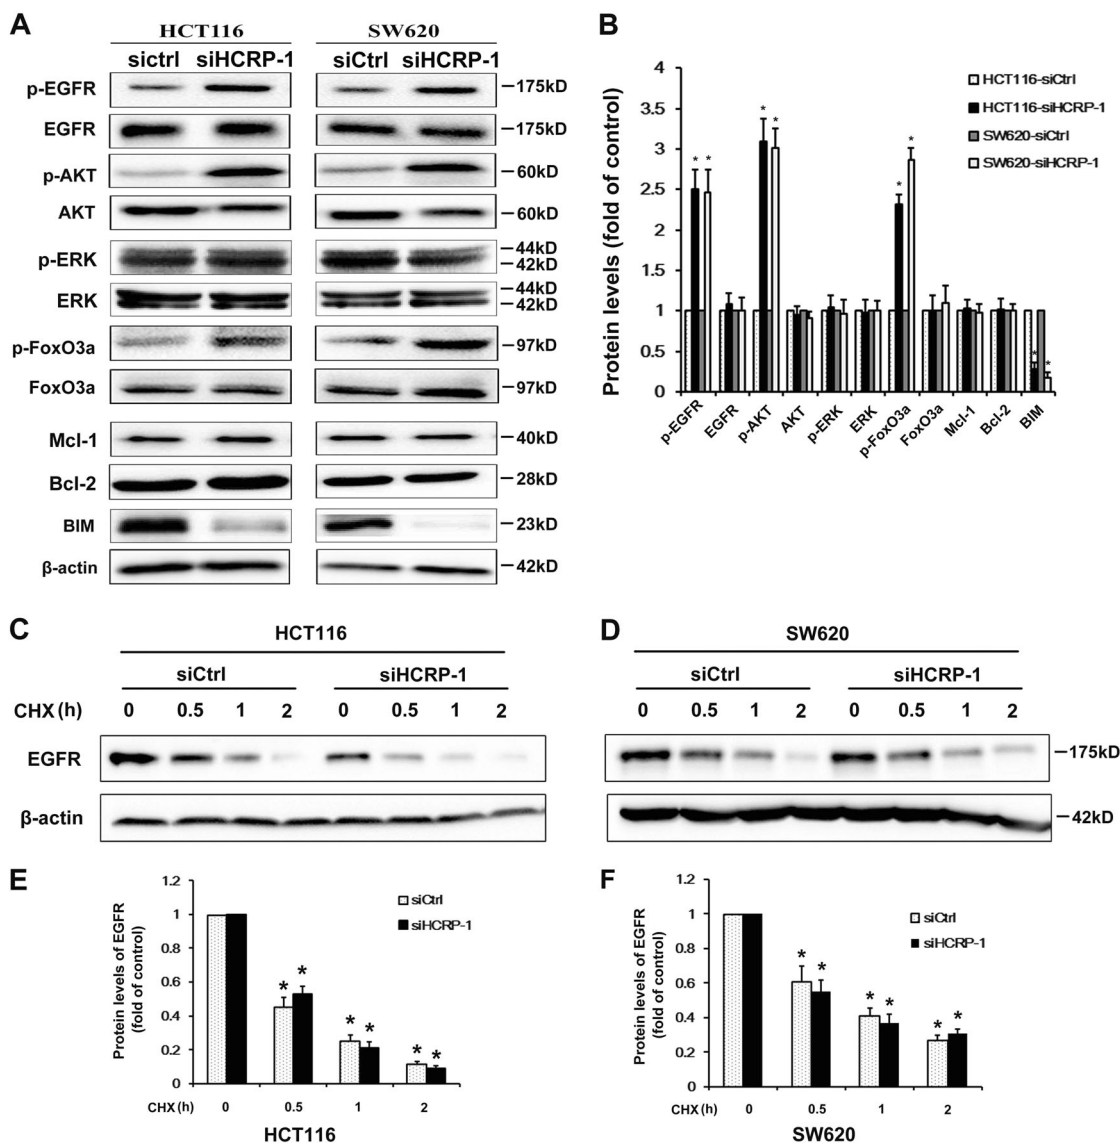 A
HCT116 SW620
sictrl siHCRP-1 siCtrl siHCRP-1
p-EGFR 175kD
EGFR 175kD
p-AKT 60kD
AKT 60kD
p-ERK 44kD
42kD
ERK 44kD
42kD
p-FoxO3a 97kD
FoxO3a 97kD
Mcl-1 40kD
Bcl-2 28kD
BIM 23kD
β-actin 42kD
B
Protein levels (fold of control)
4
3.5
3
2.5
2
1.5
1
0.5
0
HCT116-siCtrl
HCT116-siHCRP-1
SW620-siCtrl
SW620-siHCRP-1
* * * * * * * *
p-EGFR EGFR p-AKT AKT p-ERK ERK p-FoxO3a FoxO3a Mcl-1 Bcl-2 BIM
C
HCT116
siCtrl siHCRP-1
CHX (h) 0 0.5 1 2 0 0.5 1 2
EGFR
β-actin
D
SW620
siCtrl siHCRP-1
0 0.5 1 2 0 0.5 1 2
175kD
42kD
E
Protein levels of EGFR
(fold of control)
1.2
1
0.8
0.6
0.4
0.2
0
siCtrl
siHCRP-1
* * * * * *
CHX (h) 0 0.5 1 2
HCT116
F
Protein levels of EGFR
(fold of control)
1.2
1
0.8
0.6
0.4
0.2
0
siCtrl
siHCRP-1
* * * * * *
CHX (h) 0 0.5 1 2
SW620